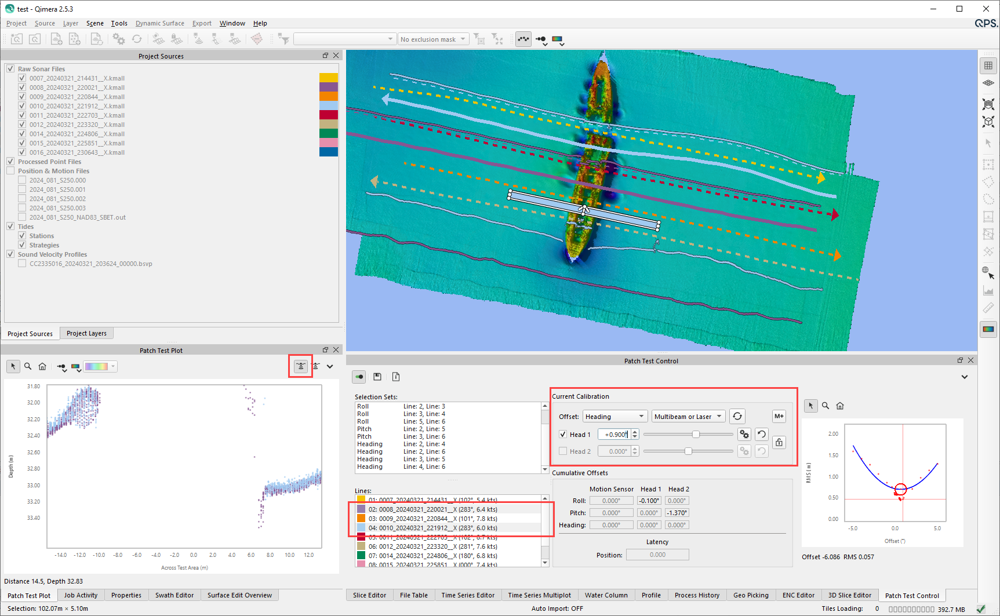 test - Qimera 2.5.3
Project Source Layer Scene Tools Dynamic Surface Export Window Help
QPS.
No exclusion mask
Project Sources
Raw Sonar Files
0007_20240321_214431__X.kmall
0008_20240321_220021__X.kmall
0009_20240321_220844__X.kmall
0010_20240321_221912__X.kmall
0011_20240321_222703__X.kmall
0012_20240321_223320__X.kmall
0014_20240321_224806__X.kmall
0015_20240321_225851__X.kmall
0016_20240321_230643__X.kmall
Processed Point Files
Position & Motion Files
2024_081_S250.000
2024_081_S250.001
2024_081_S250.002
2024_081_S250.003
2024_081_S250_NAD83_SBET.out
Tides
Stations
Strategies
Sound Velocity Profiles
CC2335016_20240321_203624_00000.bsvp
Project Sources Project Layers
Patch Test Plot
31.80
32.00
32.20
32.40
32.60
32.80
33.00
33.20
33.40
Depth (m)
-14.0 -12.0 -10.0 -8.0 -6.0 -4.0 -2.0 0.0 2.0 4.0 6.0 8.0 10.0 12.0
Across Test Area (m)
Distance 14.5, Depth 32.83
Patch Test Plot Job Activity Properties Swath Editor Surface Edit Overview
Selection: 102.07m × 5.10m
Patch Test Control
Selection Sets:
Roll Line: 2, Line: 3
Roll Line: 3, Line: 4
Roll Line: 5, Line: 6
Pitch Line: 2, Line: 5
Pitch Line: 3, Line: 6
Heading Line: 2, Line: 4
Heading Line: 2, Line: 6
Heading Line: 3, Line: 5
Heading Line: 4, Line: 6
Lines:
01: 0007_20240321_214431__X (102°, 5.4 kts)
02: 0008_20240321_220021__X (283°, 6.4 kts)
03: 0009_20240321_220844__X (101°, 7.8 kts)
04: 0010_20240321_221912__X (283°, 6.0 kts)
05: 0011_20240321_222703__X (102°, 8.7 kts)
06: 0012_20240321_223320__X (281°, 7.6 kts)
07: 0014_20240321_224806__X (180°, 6.8 kts)
08: 0015_20240321_225851__X (000°, 7.4 kts)
Current Calibration
Offset: Heading Multibeam or Laser M+
Head 1 +0.900°
Head 2 0.000°
Cumulative Offsets
Motion Sensor Head 1 Head 2
Roll: 0.000° -0.100° 0.000°
Pitch: 0.000° 0.000° -1.370°
Heading: 0.000° 0.000° 0.000°
Latency
Position: 0.000
2.00
1.50
1.00
0.50
0.00
RMS (m)
-5.0 0.0 5.0
Offset (°)
Offset -6.086 RMS 0.057
Slice Editor File Table Time Series Editor Time Series Multiplot Water Column Profile Process History Geo Picking ENC Editor 3D Slice Editor Patch Test Control
Auto Import: OFF
Tiles Loading: 0 392.7 MB